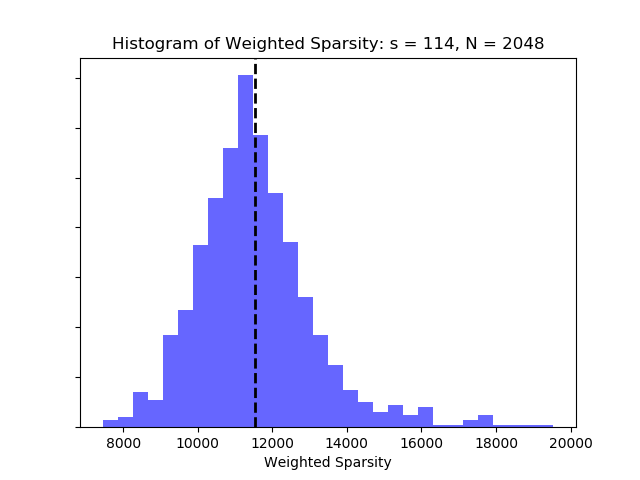 Histogram of Weighted Sparsity: s = 114, N = 2048
8000 10000 12000 14000 16000 18000 20000
Weighted Sparsity